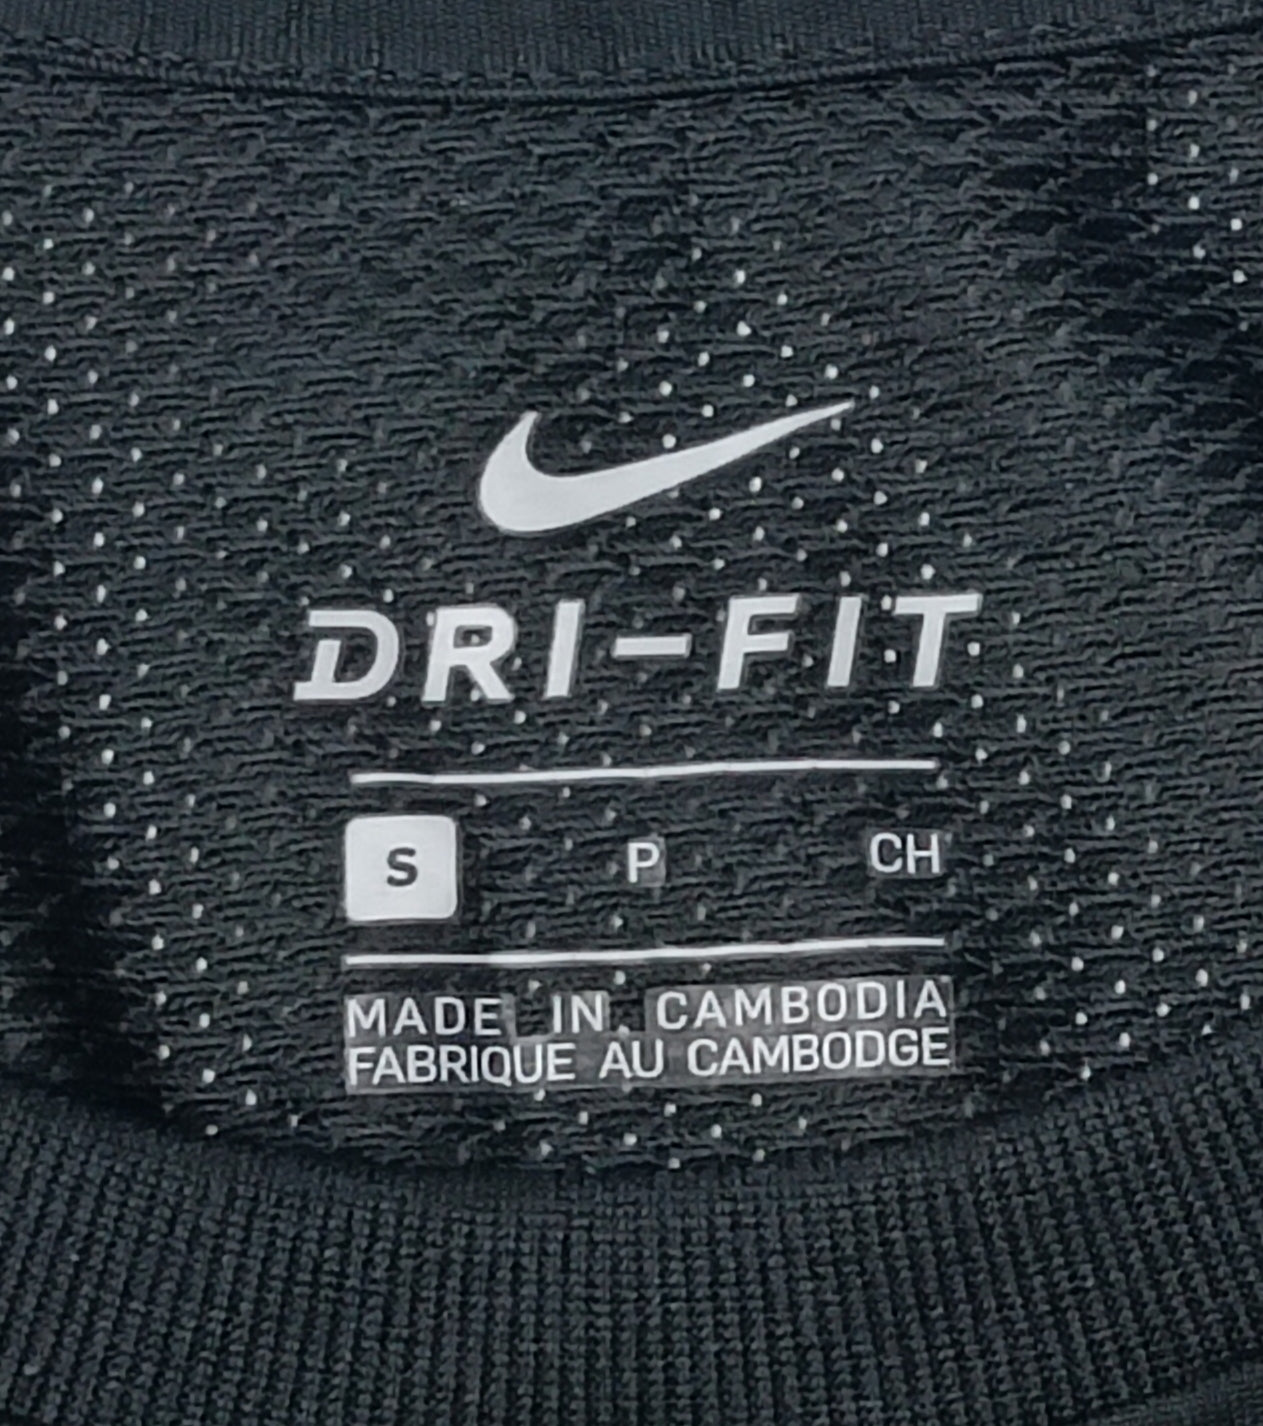 DRI-FIT
S P CH
MADE IN CAMBODIA
FABRIQUE AU CAMBODGE